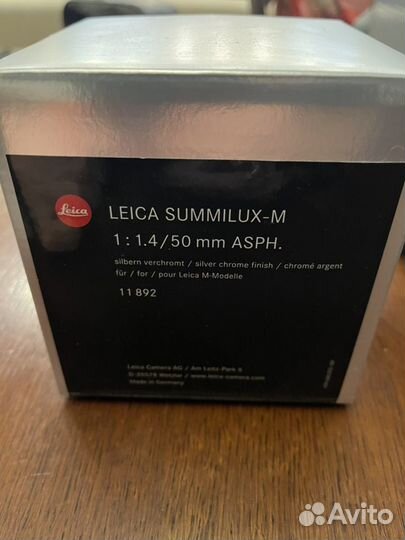 Leica
LEICA SUMMILUX-M
1 : 1.4 / 50 mm ASPH.
silbern verchromt / silver chrome finish / chromé argent
für / for / pour Leica M-Modelle
11 892
Leica Camera AG / Am Leitz-Park 5
D-35578 Wetzlar / www.leica-camera.com
Made in Germany
Avito